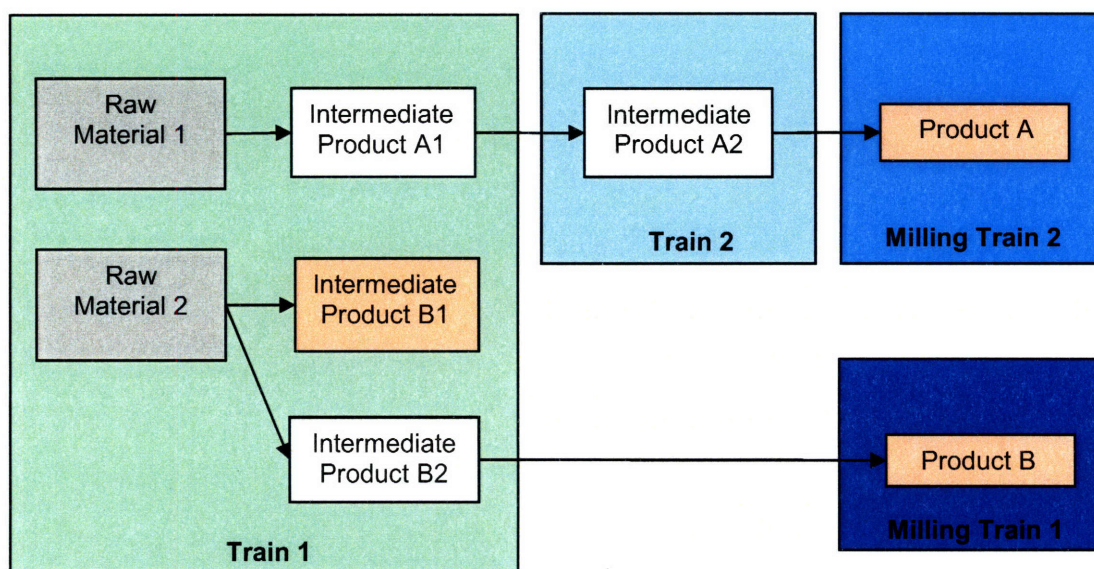 Raw
Material 1
Intermediate
Product A1
Intermediate
Product A2
Product A
Train 2
Milling Train 2
Raw
Material 2
Intermediate
Product B1
Intermediate
Product B2
Product B
Train 1
Milling Train 1